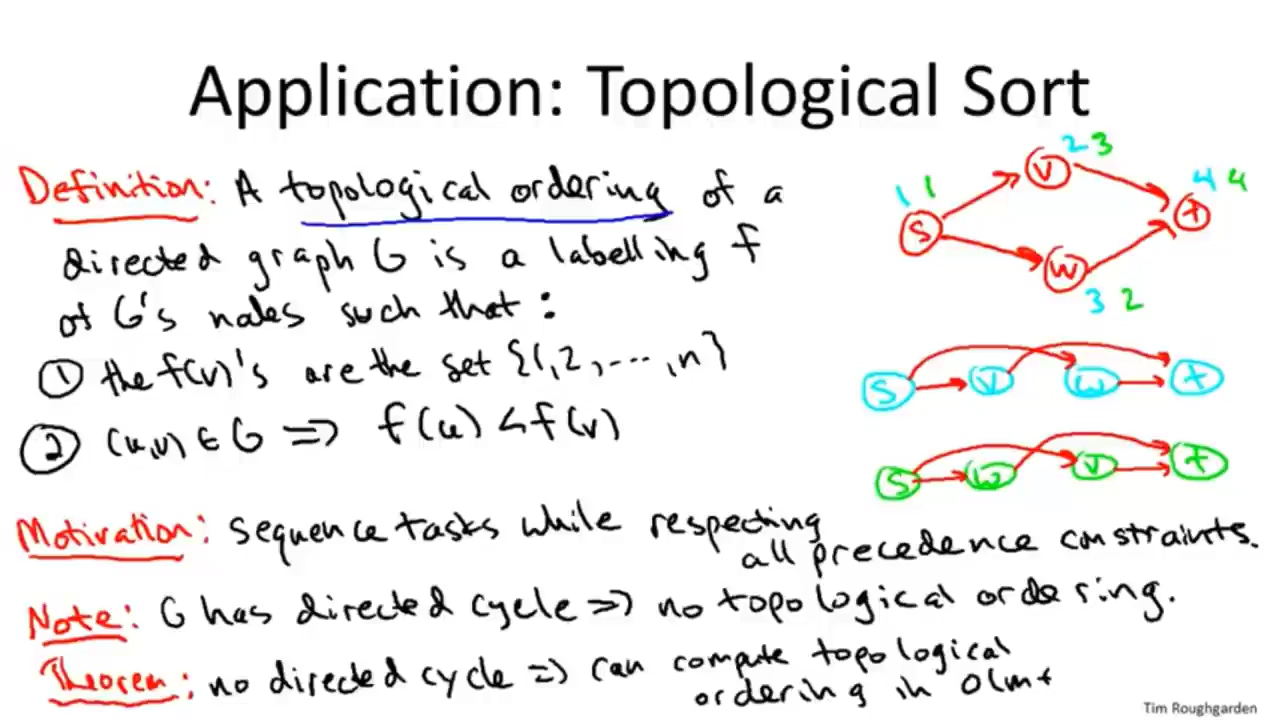 Application: Topological Sort
Definition: A topological ordering of a
directed graph G is a labelling f
of G's nodes such that:
① the f(v)'s are the set {1,2,...,n}
② (u,v) ∈ G ⟹ f(u) < f(v)
Motivation: sequence tasks while respecting
all precedence constraints.
Note: G has directed cycle ⟹ no topological ordering.
Theorem: no directed cycle ⟹ can compute topological
ordering in O(m+
2 3
V
1 1
4 4
S
t
W
3 2
S V W t
S W V t
Tim Roughgarden